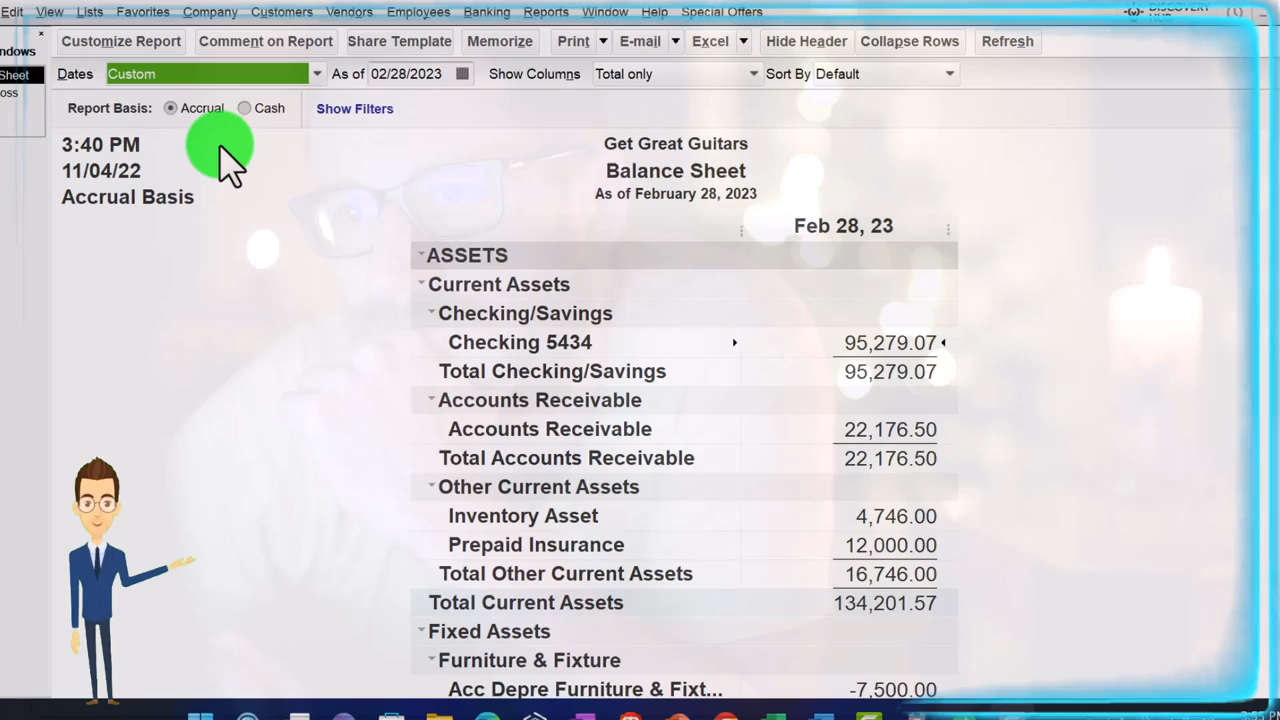 Edit View Lists Favorites Company Customers Vendors Employees Banking Reports Window Help Special Offers
DISCOVERY
HUB
ndows
Customize Report Comment on Report Share Template Memorize Print E-mail Excel Hide Header Collapse Rows Refresh
Sheet
Dates Custom As of 02/28/2023 Show Columns Total only Sort By Default
oss
Report Basis: Accrual Cash Show Filters
3:40 PM
11/04/22
Accrual Basis
Get Great Guitars
Balance Sheet
As of February 28, 2023
Feb 28, 23
ASSETS
Current Assets
Checking/Savings
Checking 5434 95,279.07
Total Checking/Savings 95,279.07
Accounts Receivable
Accounts Receivable 22,176.50
Total Accounts Receivable 22,176.50
Other Current Assets
Inventory Asset 4,746.00
Prepaid Insurance 12,000.00
Total Other Current Assets 16,746.00
Total Current Assets 134,201.57
Fixed Assets
Furniture & Fixture
Acc Depre Furniture & Fixt... -7,500.00